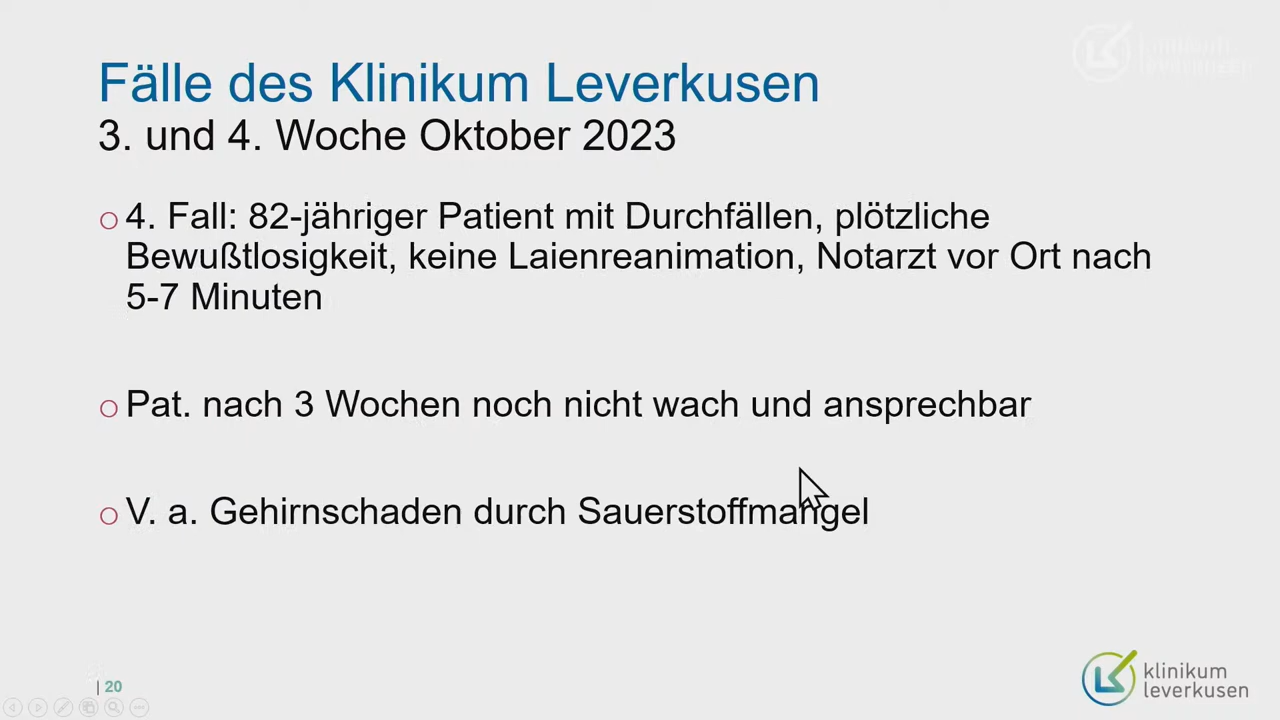 klinikum
leverkusen
Fälle des Klinikum Leverkusen
3. und 4. Woche Oktober 2023
4. Fall: 82-jähriger Patient mit Durchfällen, plötzliche
Bewußtlosigkeit, keine Laienreanimation, Notarzt vor Ort nach
5-7 Minuten
Pat. nach 3 Wochen noch nicht wach und ansprechbar
V. a. Gehirnschaden durch Sauerstoffmangel
| 20
klinikum
leverkusen